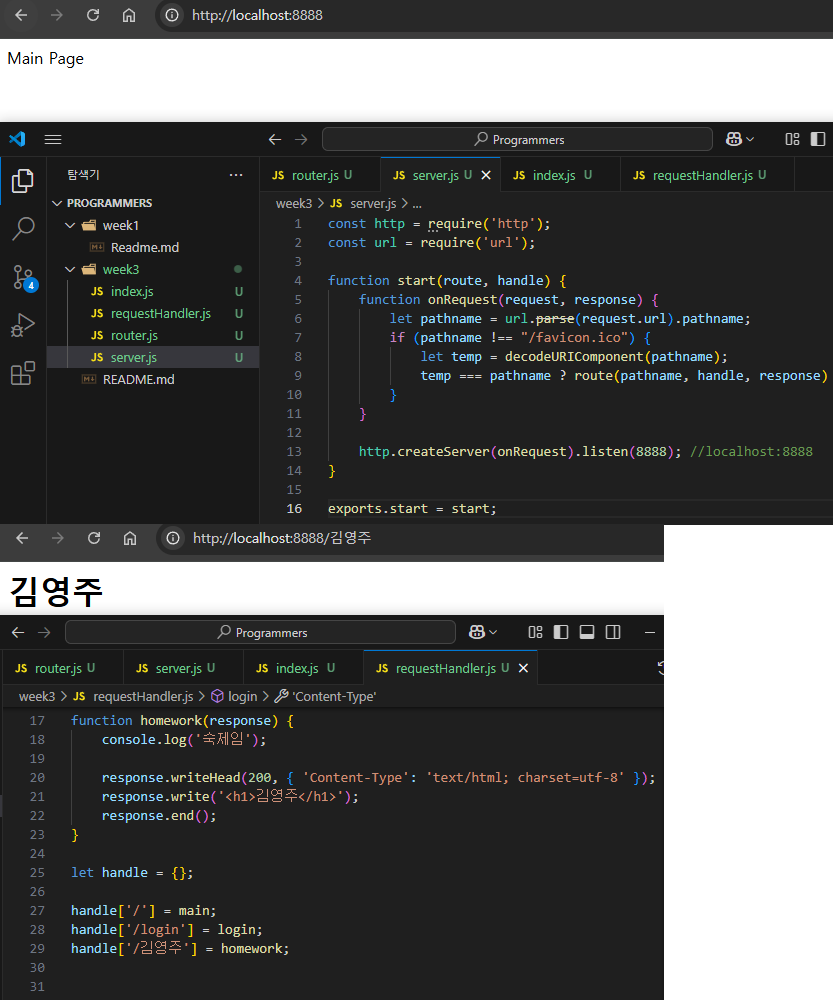 http://localhost:8888
Main Page
Programmers
탐색기
PROGRAMMERS
week1
Readme.md
week3
index.js U
requestHandler.js U
router.js U
server.js U
README.md
4
router.js U
server.js U
index.js U
requestHandler.js U
week3 > JS server.js > ...
1 const http = require('http');
2 const url = require('url');
3
4 function start(route, handle) {
5 function onRequest(request, response) {
6 let pathname = url.parse(request.url).pathname;
7 if (pathname !== "/favicon.ico") {
8 let temp = decodeURIComponent(pathname);
9 temp === pathname ? route(pathname, handle, response)
10 }
11 }
12
13 http.createServer(onRequest).listen(8888); //localhost:8888
14 }
15
16 exports.start = start;
http://localhost:8888/김영주
김영주
Programmers
JS router.js U
JS server.js U
JS index.js U
JS requestHandler.js U
week3 > JS requestHandler.js > login > 'Content-Type'
17 function homework(response) {
18 console.log('숙제임');
19
20 response.writeHead(200, { 'Content-Type': 'text/html; charset=utf-8' });
21 response.write('<h1>김영주</h1>');
22 response.end();
23 }
24
25 let handle = {};
26
27 handle['/'] = main;
28 handle['/login'] = login;
29 handle['/김영주'] = homework;
30
31